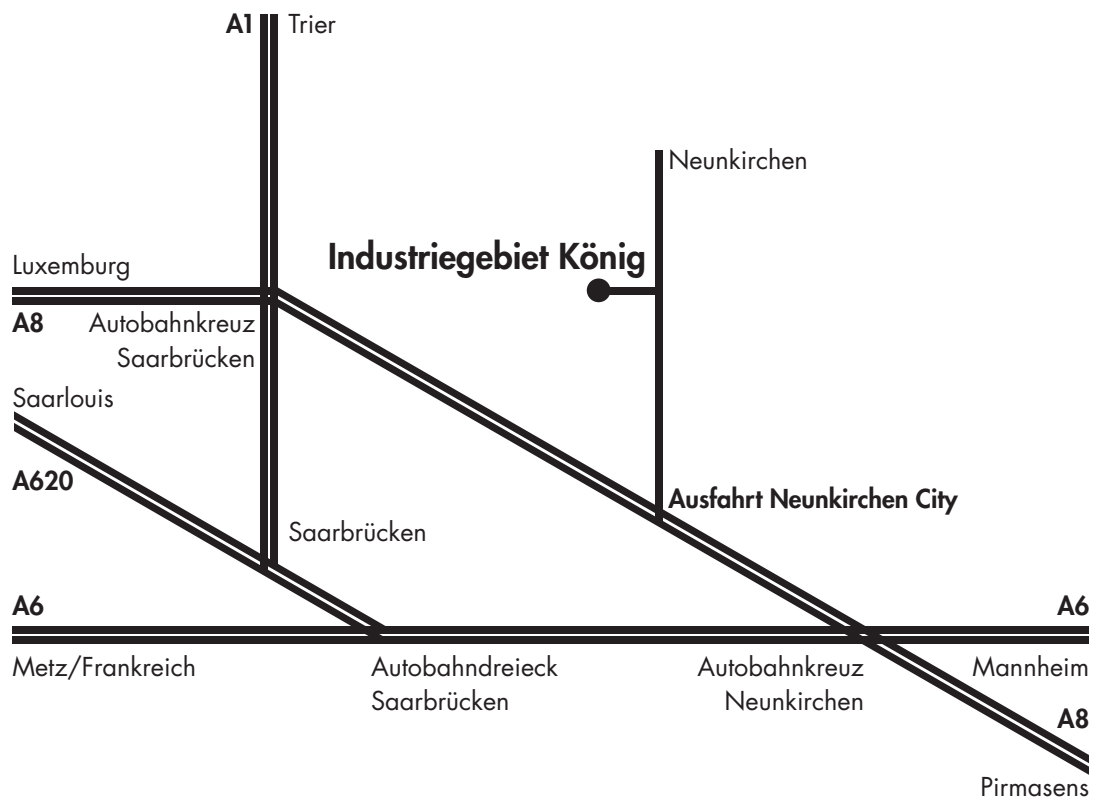 A1 Trier
Neunkirchen
Industriegebiet König
Luxemburg
A8 Autobahnkreuz
Saarbrücken
Saarlouis
A620
Ausfahrt Neunkirchen City
Saarbrücken
A6 A6
Metz/Frankreich
Autobahndreieck
Saarbrücken
Autobahnkreuz
Neunkirchen
Mannheim
A8
Pirmasens